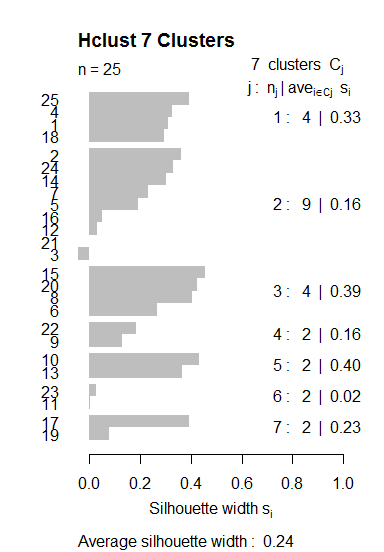 Hclust 7 Clusters
n = 25
7 clusters Cj
j : nj | avei∈Cj si
25
4
1
18
1 : 4 | 0.33
2
24
14
7
5
16
12
21
3
2 : 9 | 0.16
15
20
8
6
3 : 4 | 0.39
22
9
4 : 2 | 0.16
10
13
5 : 2 | 0.40
23
11
6 : 2 | 0.02
17
19
7 : 2 | 0.23
0.0 0.2 0.4 0.6 0.8 1.0
Silhouette width si
Average silhouette width : 0.24